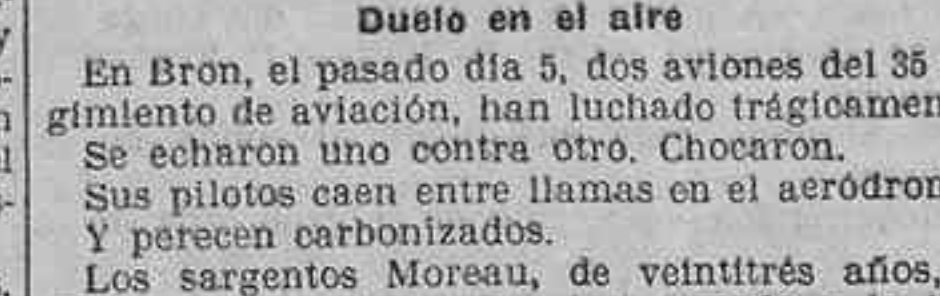 Duelo en el aire
En Bron, el pasado día 5, dos aviones del 35
gimiento de aviación, han luchado trágicamen
Se echaron uno contra otro. Chocaron.
Sus pilotos caen entre llamas en el aeródron
Y perecen carbonizados.
Los sargentos Moreau, de veintitrés años,